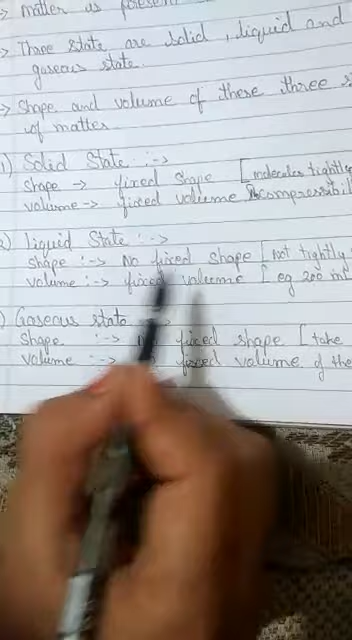 matter as present
-> Three state are solid, liquid and
gaseous state.
-> Shape and volume of these three
of matter
1) Solid State :->
shape -> fixed shape [molecules tightly
volume -> fixed volume
2) Liquid State :->
shape :-> No fixed shape [not tightly
volume :-> fixed volume [eg 200 ml
) Gaseous state
Shape :-> No fixed shape [take
Volume :-> fixed volume of the